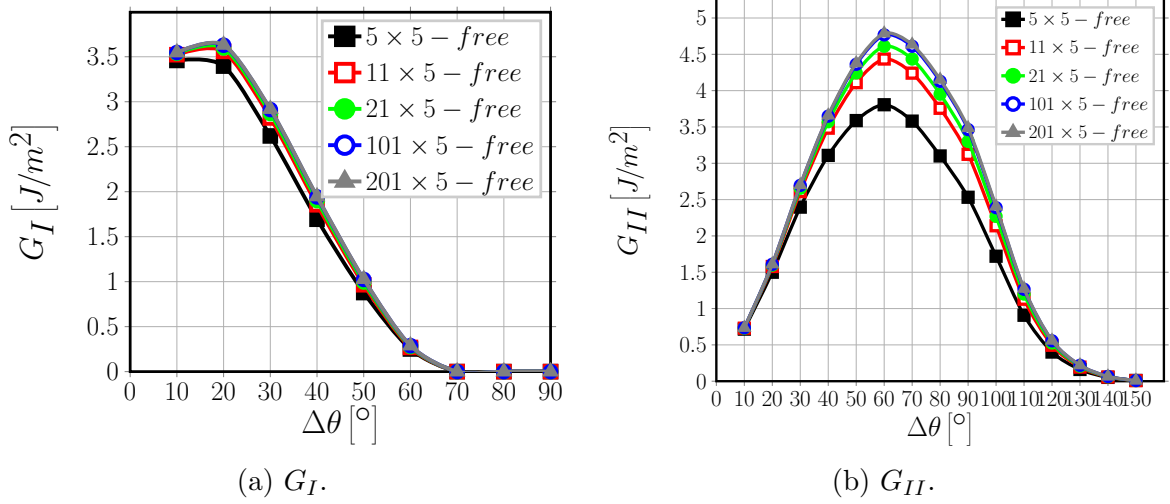 3.5
3
2.5
2
1.5
1
0.5
0
0 10 20 30 40 50 60 70 80 90
G_I [J/m^2]
Δθ [°]
5 × 5 − free
11 × 5 − free
21 × 5 − free
101 × 5 − free
201 × 5 − free
(a) G_I.
5
4.5
4
3.5
3
2.5
2
1.5
1
0.5
0
0 10 20 30 40 50 60 70 80 90 100 110 120 130 140 150
G_II [J/m^2]
Δθ [°]
5 × 5 − free
11 × 5 − free
21 × 5 − free
101 × 5 − free
201 × 5 − free
(b) G_II.